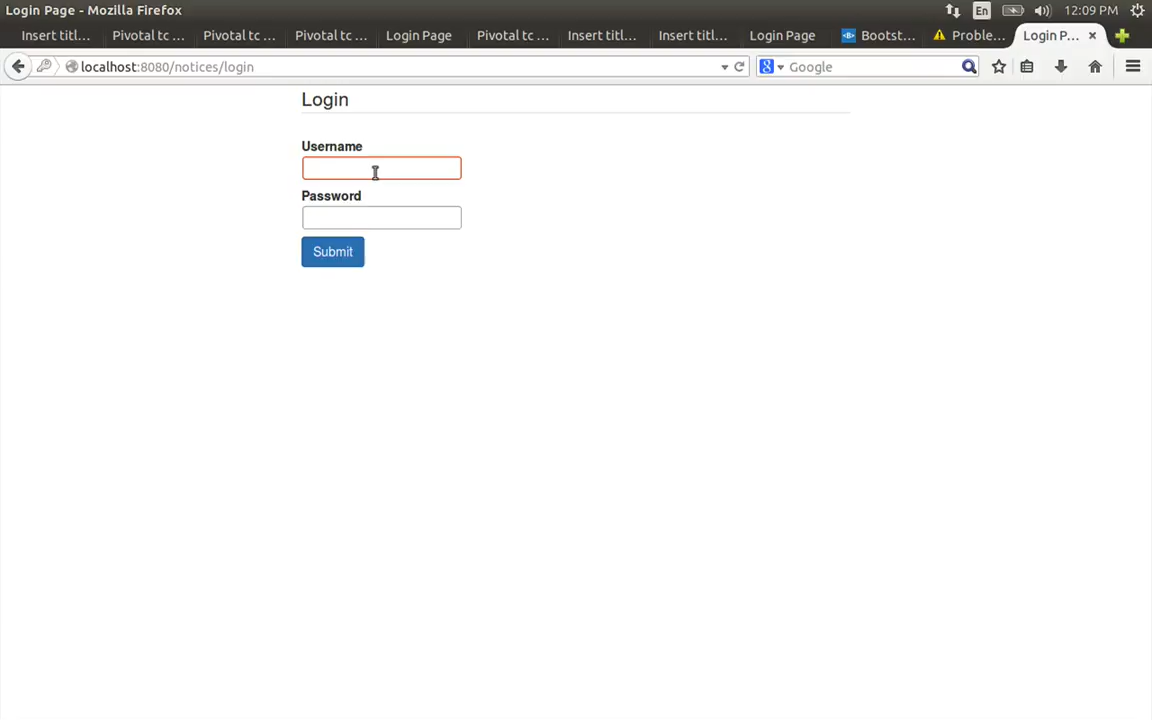 Login Page - Mozilla Firefox
En
12:09 PM
Insert titl...
Pivotal tc ...
Pivotal tc ...
Pivotal tc ...
Login Page
Pivotal tc ...
Insert titl...
Insert titl...
Login Page
Bootst...
Proble...
Login P...
localhost:8080/notices/login
Google
Login
Username
Password
Submit